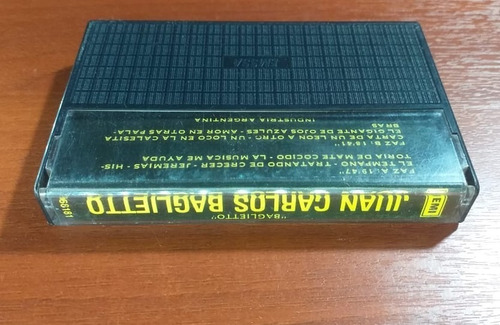 EMI
JUAN CARLOS BAGLIETTO
"BAGLIETTO"
FAZ A: 19'47"
EL TEMPANO - TRATANDO DE CRECER - JEREMIAS - HIS-
TORIA DE MATE COCIDO - LA MUSICA ME AYUDA
FAZ B: 18'41"
CARTA DE UN LEON A OTRO - UN LOCO EN LA CALESITA
EL GIGANTE DE OJOS AZULES - AMOR EN OTRAS PALA-
BRAS
INDUSTRIA ARGENTINA